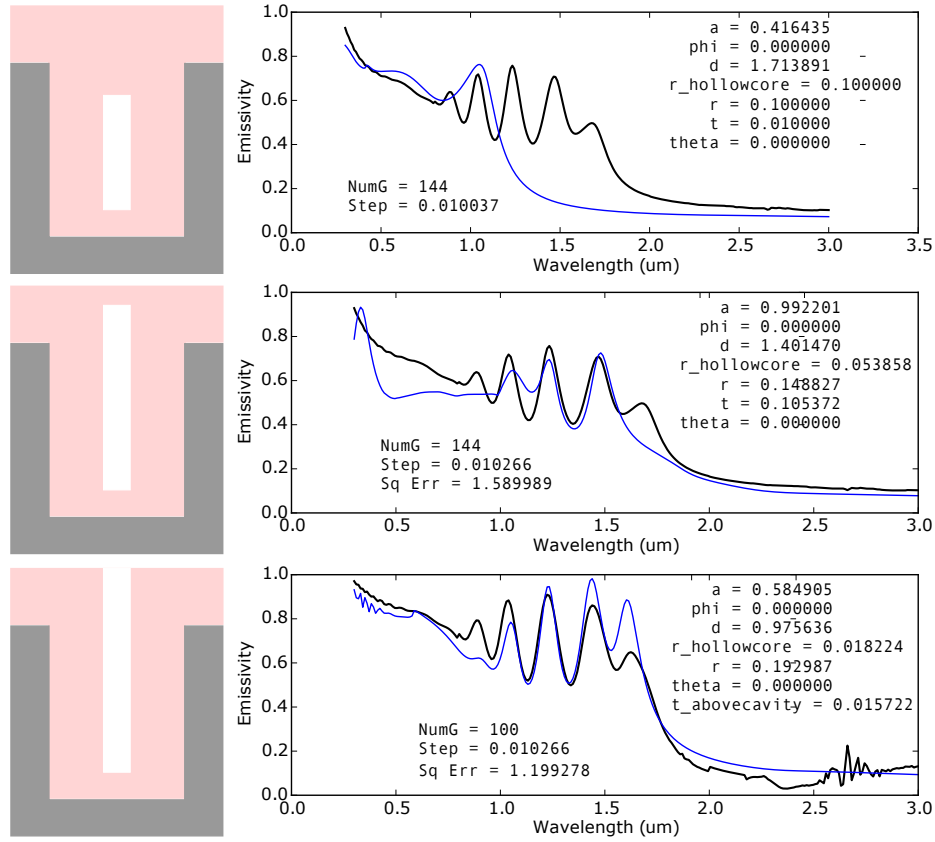 0.0
0.2
0.4
0.6
0.8
1.0
Emissivity
a = 0.416435
phi = 0.000000
d = 1.713891
r_hollowcore = 0.100000
r = 0.100000
t = 0.010000
theta = 0.000000
NumG = 144
Step = 0.010037
0.0 0.5 1.0 1.5 2.0 2.5 3.0 3.5
Wavelength (um)
0.0
0.2
0.4
0.6
0.8
1.0
Emissivity
a = 0.992201
phi = 0.000000
d = 1.401470
r_hollowcore = 0.053858
r = 0.148827
t = 0.105372
theta = 0.000000
NumG = 144
Step = 0.010266
Sq Err = 1.589989
0.0 0.5 1.0 1.5 2.0 2.5 3.0
Wavelength (um)
0.0
0.2
0.4
0.6
0.8
1.0
Emissivity
a = 0.584905
phi = 0.000000
d = 0.975636
r_hollowcore = 0.018224
r = 0.192987
theta = 0.000000
t_abovecavity = 0.015722
NumG = 100
Step = 0.010266
Sq Err = 1.199278
0.0 0.5 1.0 1.5 2.0 2.5 3.0
Wavelength (um)